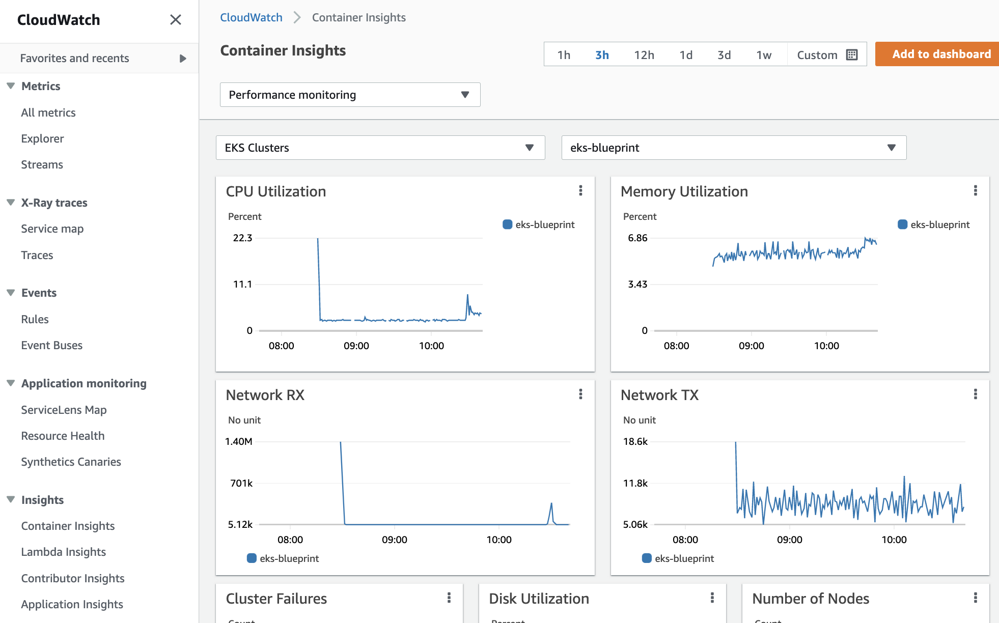 CloudWatch
Favorites and recents
Metrics
All metrics
Explorer
Streams
X-Ray traces
Service map
Traces
Events
Rules
Event Buses
Application monitoring
ServiceLens Map
Resource Health
Synthetics Canaries
Insights
Container Insights
Lambda Insights
Contributor Insights
Application Insights
CloudWatch Container Insights
Container Insights
1h 3h 12h 1d 3d 1w Custom
Add to dashboard
Performance monitoring
EKS Clusters
eks-blueprint
CPU Utilization
Percent
eks-blueprint
22.3
11.1
0
08:00 09:00 10:00
Memory Utilization
Percent
eks-blueprint
6.86
3.43
0
08:00 09:00 10:00
Network RX
No unit
1.40M
701k
5.12k
08:00 09:00 10:00
eks-blueprint
Network TX
No unit
18.6k
11.8k
5.06k
08:00 09:00 10:00
eks-blueprint
Cluster Failures
Count
Disk Utilization
Percent
Number of Nodes
Count